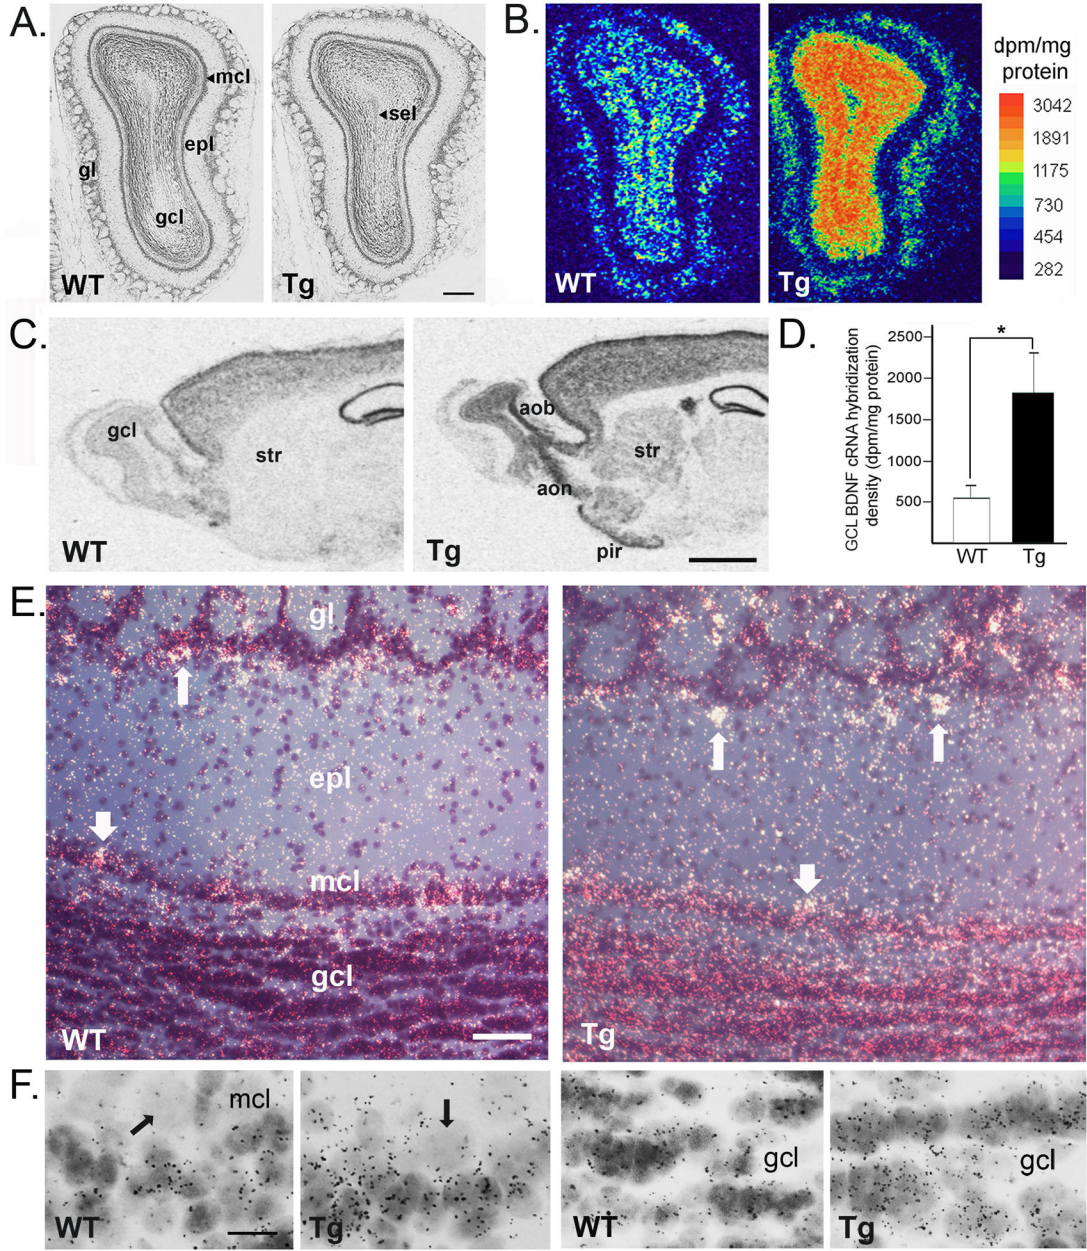 A.
mcl
sel
epl
gl
gcl
WT
Tg
B.
WT
Tg
dpm/mg
protein
3042
1891
1175
730
454
282
C.
gcl
str
WT
aob
str
aon
pir
Tg
D.
GCL BDNF cRNA hybridization
density (dpm/mg protein)
2500
2000
1500
1000
500
*
WT
Tg
E.
gl
epl
mcl
gcl
WT
Tg
F.
mcl
WT
Tg
gcl
WT
gcl
Tg